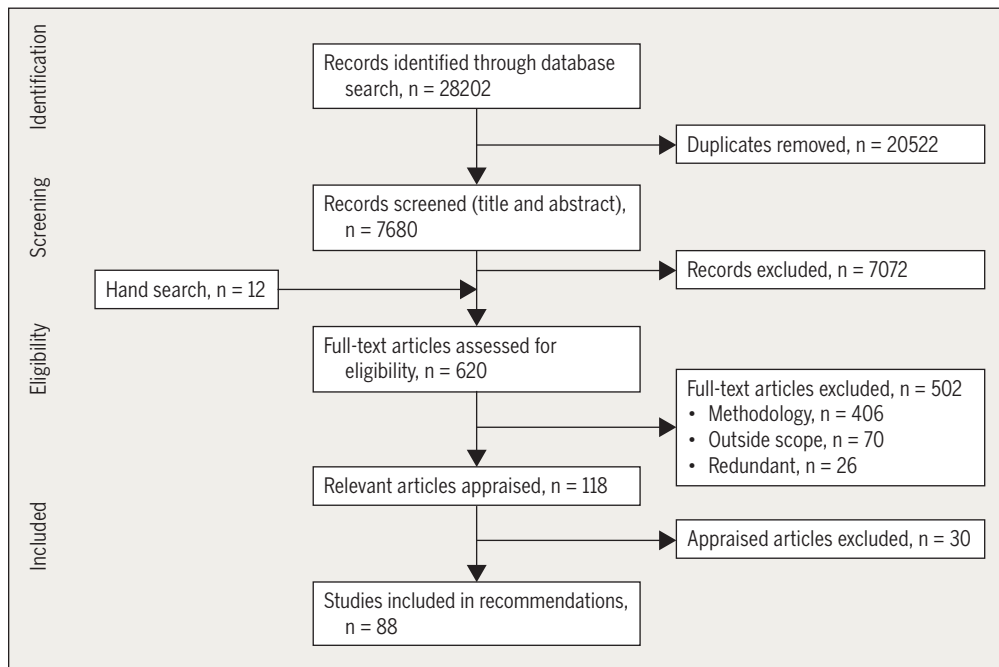 Identification
Records identified through database
search, n = 28202
Duplicates removed, n = 20522
Screening
Records screened (title and abstract),
n = 7680
Records excluded, n = 7072
Hand search, n = 12
Eligibility
Full-text articles assessed for
eligibility, n = 620
Full-text articles excluded, n = 502
• Methodology, n = 406
• Outside scope, n = 70
• Redundant, n = 26
Relevant articles appraised, n = 118
Included
Appraised articles excluded, n = 30
Studies included in recommendations,
n = 88